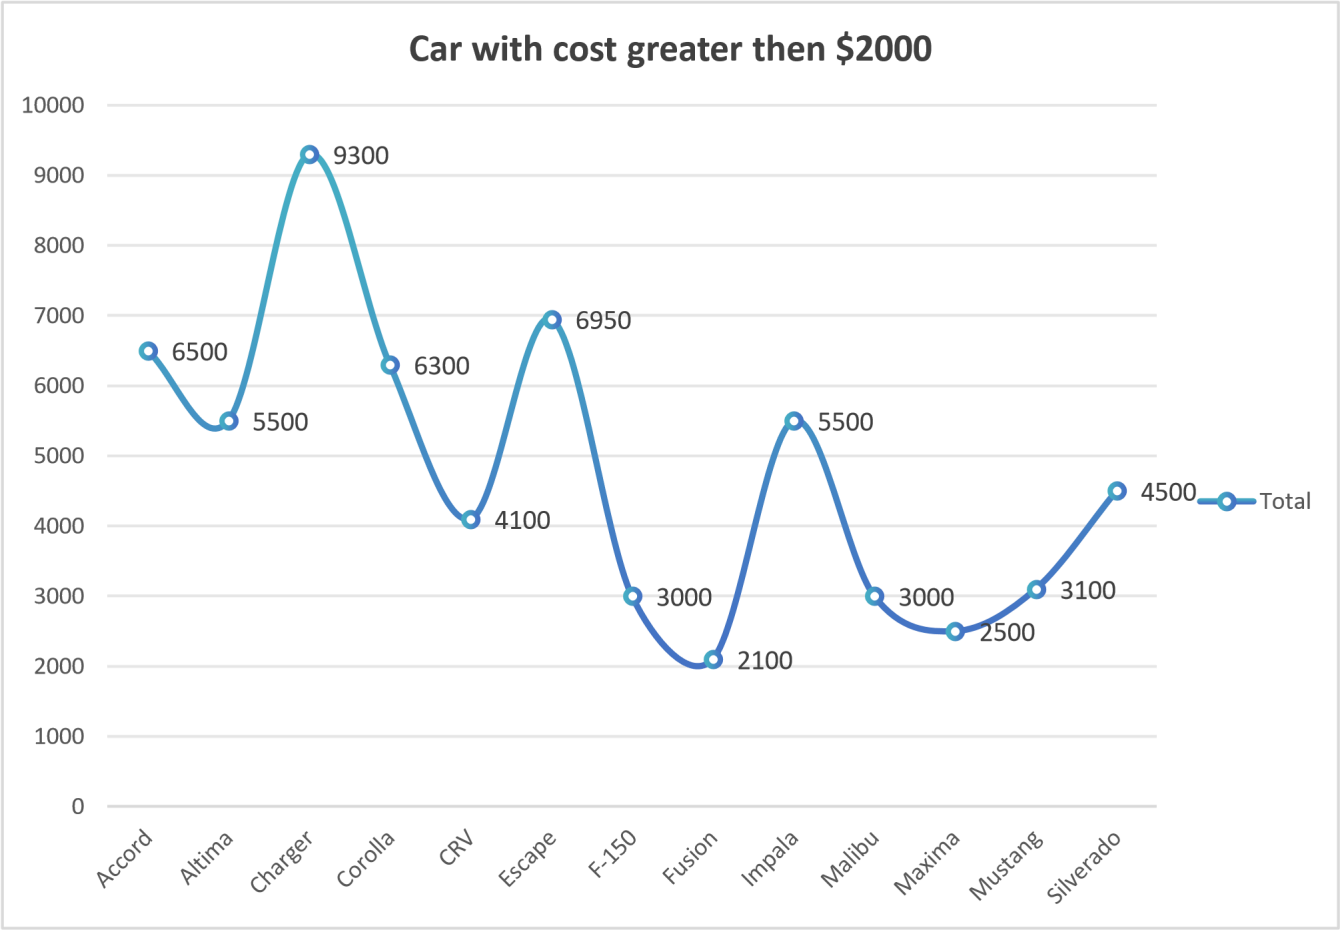 Car with cost greater then $2000
10000
9000
8000
7000
6000
5000
4000
3000
2000
1000
0
6500
5500
9300
6300
4100
6950
3000
2100
5500
3000
2500
3100
4500
Total
Accord
Altima
Charger
Corolla
CRV
Escape
F-150
Fusion
Impala
Malibu
Maxima
Mustang
Silverado